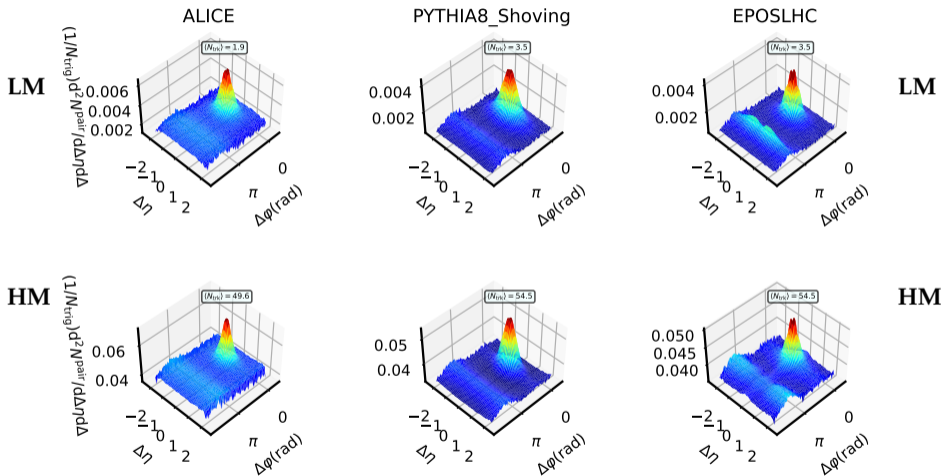 ALICE
PYTHIA8_Shoving
EPOSLHC
LM
LM
(1/N_trig)d²N^pair/dΔηdΔ
⟨N_trk⟩ = 1.9
0.006
0.004
0.002
−2
−1
0
1
2
Δη
π
0
Δφ(rad)
⟨N_trk⟩ = 3.5
0.004
0.002
−2
−1
0
1
2
Δη
π
0
Δφ(rad)
⟨N_trk⟩ = 3.5
0.004
0.002
−2
−1
0
1
2
Δη
π
0
Δφ(rad)
HM
HM
(1/N_trig)d²N^pair/dΔηdΔ
⟨N_trk⟩ = 49.6
0.06
0.04
−2
−1
0
1
2
Δη
π
0
Δφ(rad)
⟨N_trk⟩ = 54.5
0.05
0.04
−2
−1
0
1
2
Δη
π
0
Δφ(rad)
⟨N_trk⟩ = 54.5
0.050
0.045
0.040
−2
−1
0
1
2
Δη
π
0
Δφ(rad)